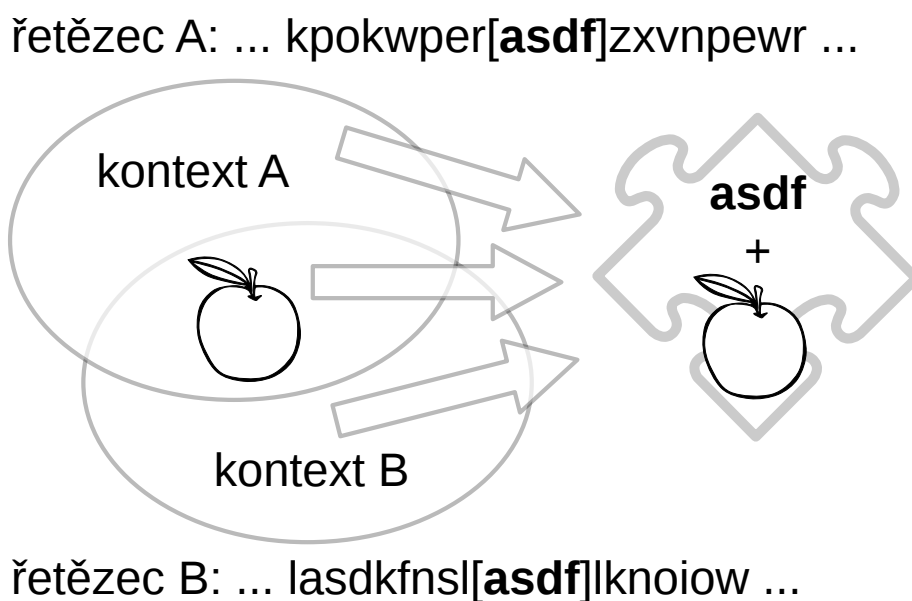 řetězec A: ... kpokwper[asdf]zxvnpewr ...
kontext A
asdf
+
kontext B
řetězec B: ... lasdkfnsl[asdf]lknoiow ...